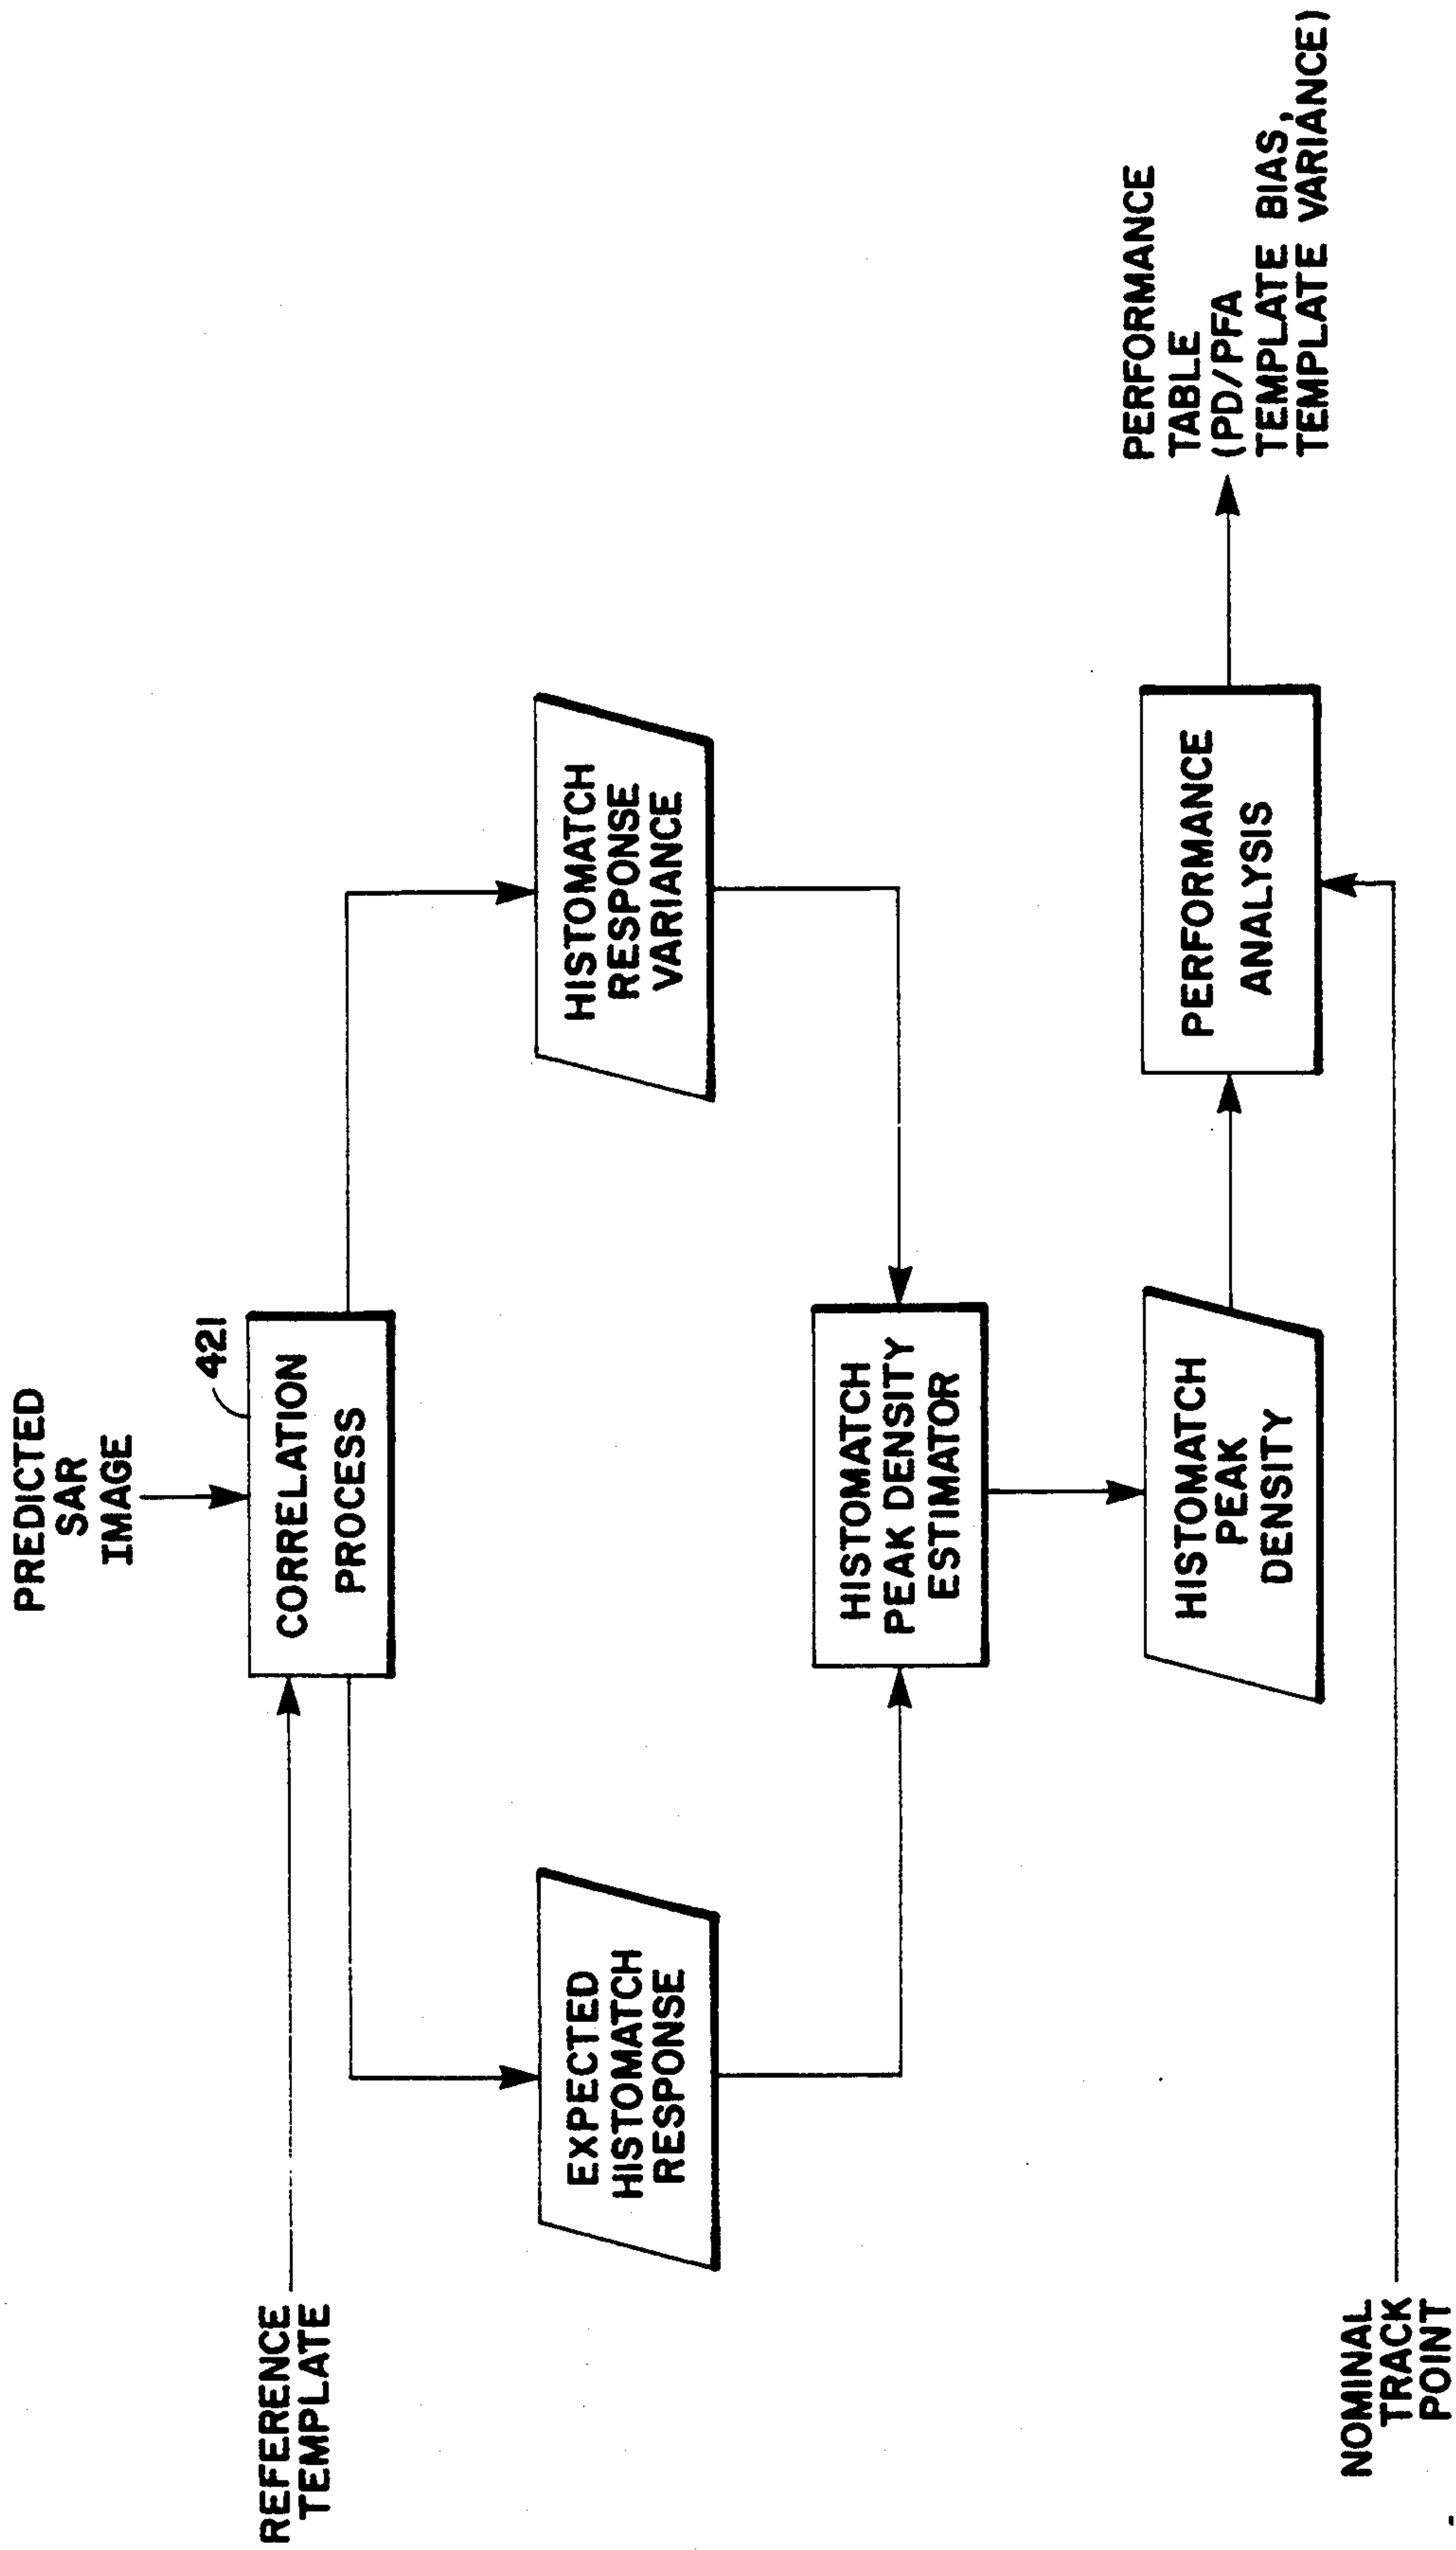 PREDICTED
SAR
IMAGE
421
REFERENCE
TEMPLATE
CORRELATION
PROCESS
EXPECTED
HISTOMATCH
RESPONSE
HISTOMATCH
RESPONSE
VARIANCE
HISTOMATCH
PEAK DENSITY
ESTIMATOR
HISTOMATCH
PEAK
DENSITY
PERFORMANCE
ANALYSIS
PERFORMANCE
TABLE
(PD/PFA
TEMPLATE BIAS,
TEMPLATE VARIANCE)
NOMINAL
TRACK
POINT